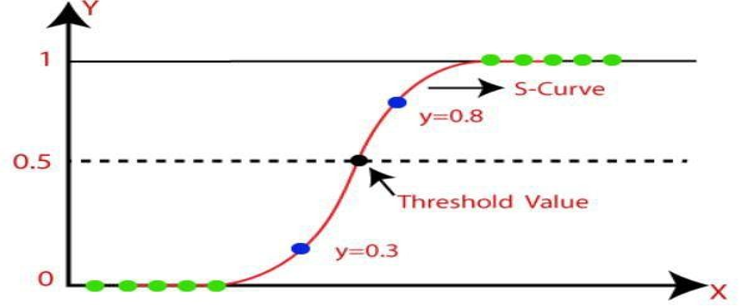 Y
1
S-Curve
y=0.8
0.5
Threshold Value
y=0.3
0
X